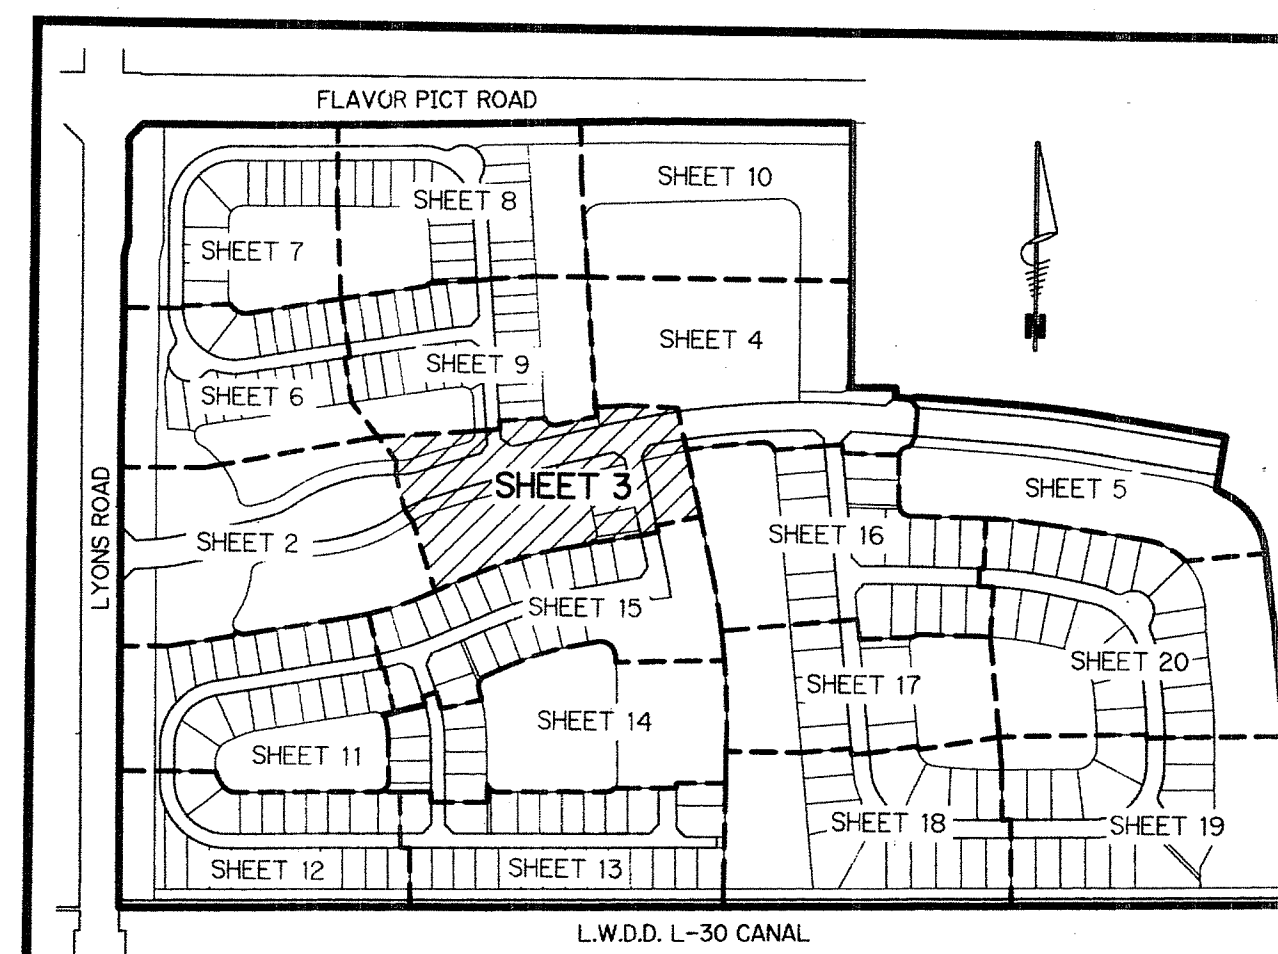 FLAVOR PICT ROAD
SHEET 10
SHEET 8
SHEET 7
SHEET 4
SHEET 9
SHEET 6
SHEET 3
SHEET 5
LYONS ROAD
SHEET 2
SHEET 16
SHEET 15
SHEET 20
SHEET 17
SHEET 14
SHEET 11
SHEET 18
SHEET 19
SHEET 12
SHEET 13
L.W.D.D. L-30 CANAL